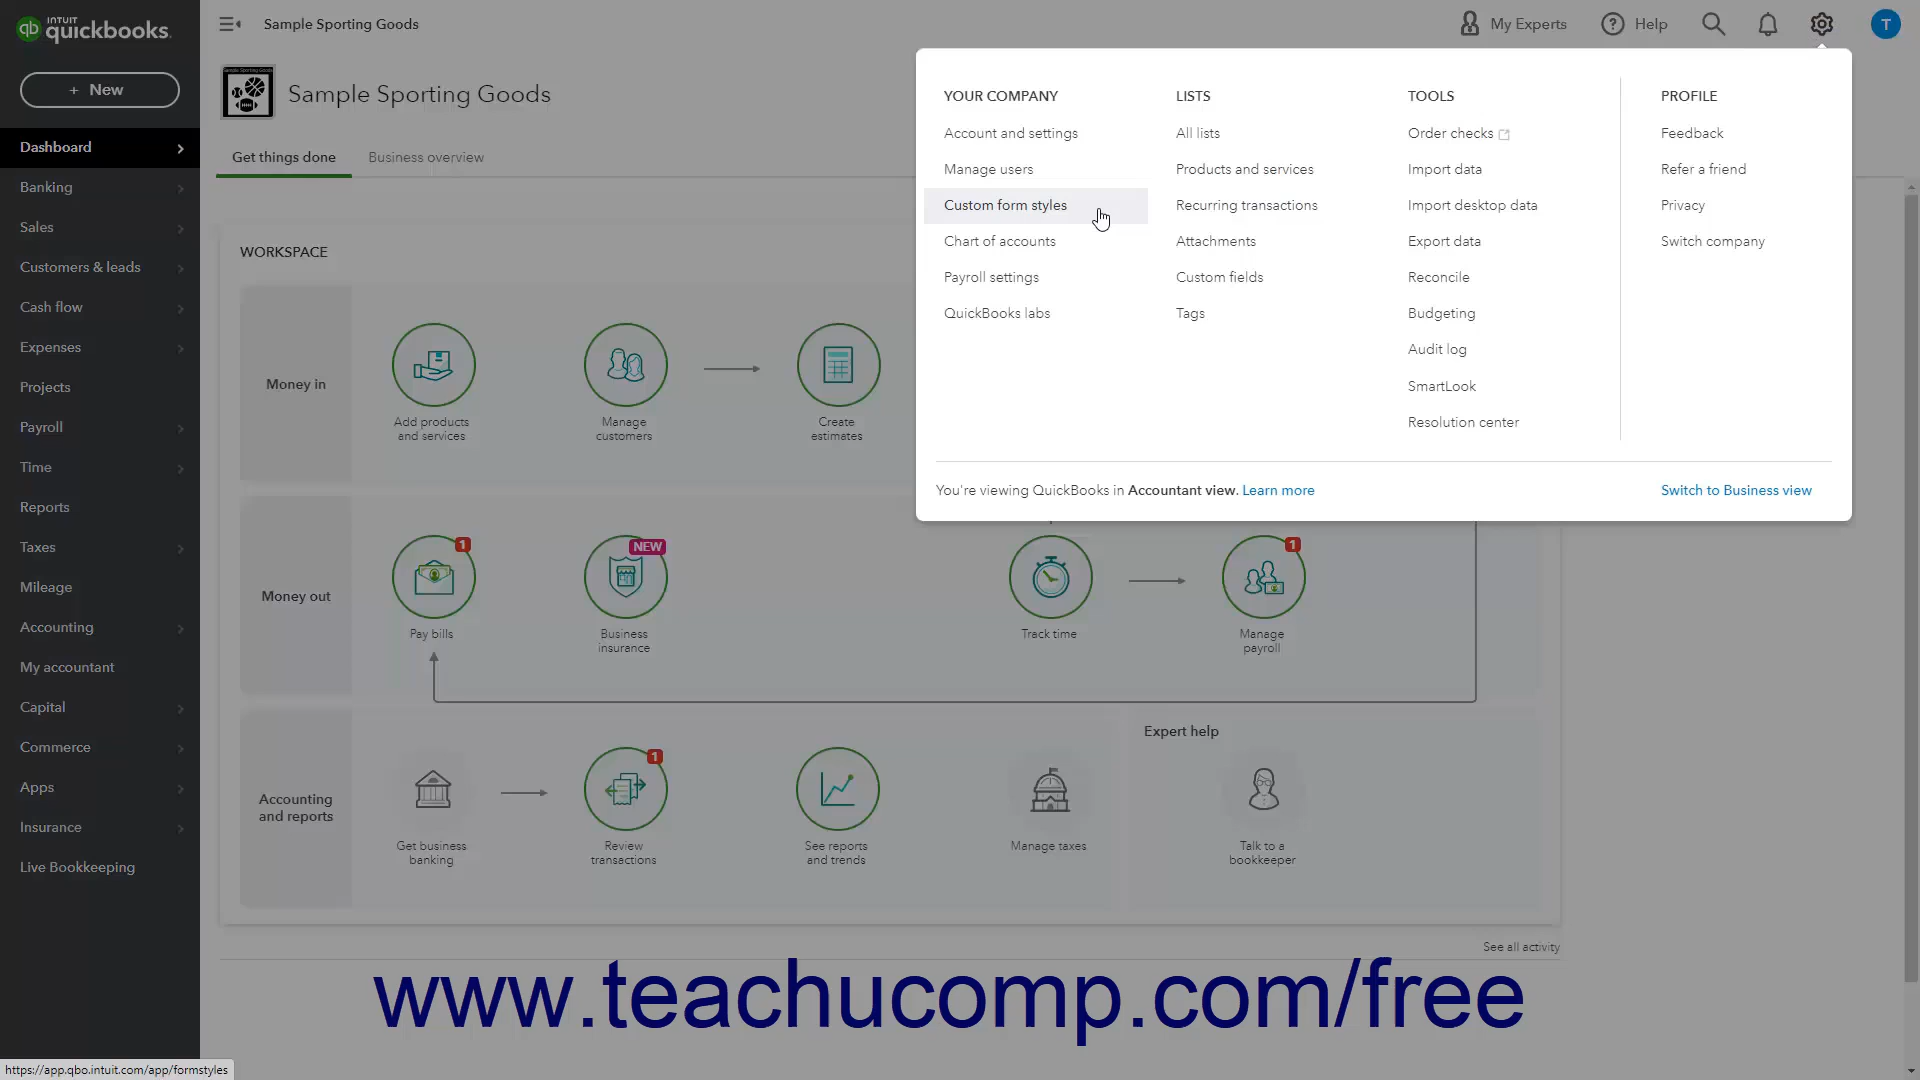 INTUIT
quickbooks.
+ New
Dashboard
Banking
Sales
Customers & leads
Cash flow
Expenses
Projects
Payroll
Time
Reports
Taxes
Mileage
Accounting
My accountant
Capital
Commerce
Apps
Insurance
Live Bookkeeping
https://app.qbo.intuit.com/app/formstyles
Sample Sporting Goods
My Experts
Help
T
Sample Sporting Goods
Get things done
Business overview
YOUR COMPANY
Account and settings
Manage users
Custom form styles
Chart of accounts
Payroll settings
QuickBooks labs
LISTS
All lists
Products and services
Recurring transactions
Attachments
Custom fields
Tags
TOOLS
Order checks
Import data
Import desktop data
Export data
Reconcile
Budgeting
Audit log
SmartLook
Resolution center
PROFILE
Feedback
Refer a friend
Privacy
Switch company
You're viewing QuickBooks in Accountant view. Learn more
Switch to Business view
WORKSPACE
Money in
Add products
and services
Manage
customers
Create
estimates
Money out
1
Pay bills
NEW
Business
insurance
Track time
1
Manage
payroll
Accounting
and reports
Get business
banking
1
Review
transactions
See reports
and trends
Manage taxes
Expert help
Talk to a
bookkeeper
See all activity
www.teachucomp.com/free